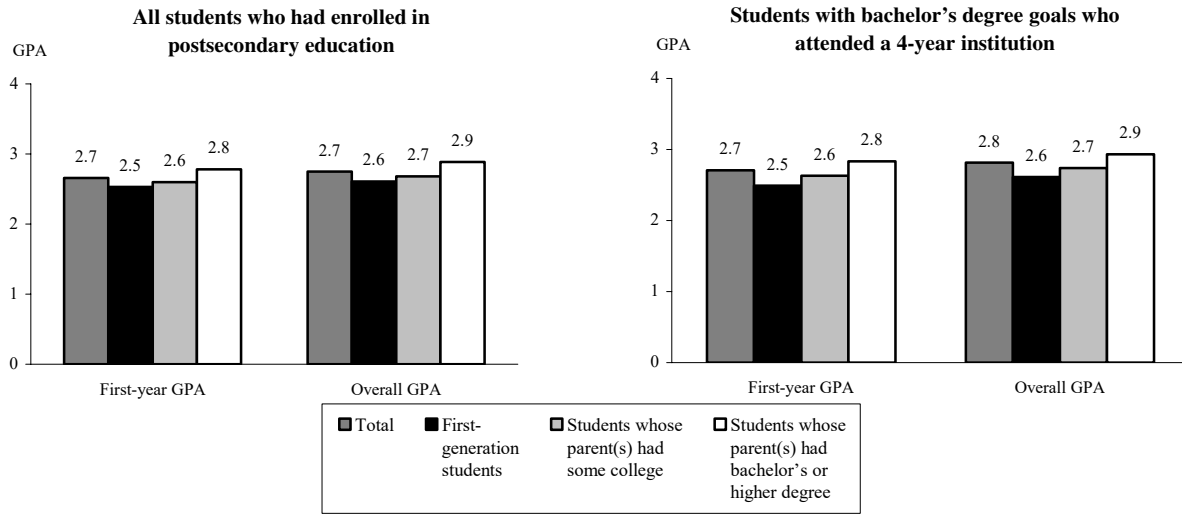 All students who had enrolled in
postsecondary education
GPA
4
3
2
1
0
2.7
2.5
2.6
2.8
2.7
2.6
2.7
2.9
First-year GPA
Overall GPA
Students with bachelor’s degree goals who
attended a 4-year institution
GPA
4
3
2
1
0
2.7
2.5
2.6
2.8
2.8
2.6
2.7
2.9
First-year GPA
Overall GPA
Total
First-
generation
students
Students whose
parent(s) had
some college
Students whose
parent(s) had
bachelor’s or
higher degree